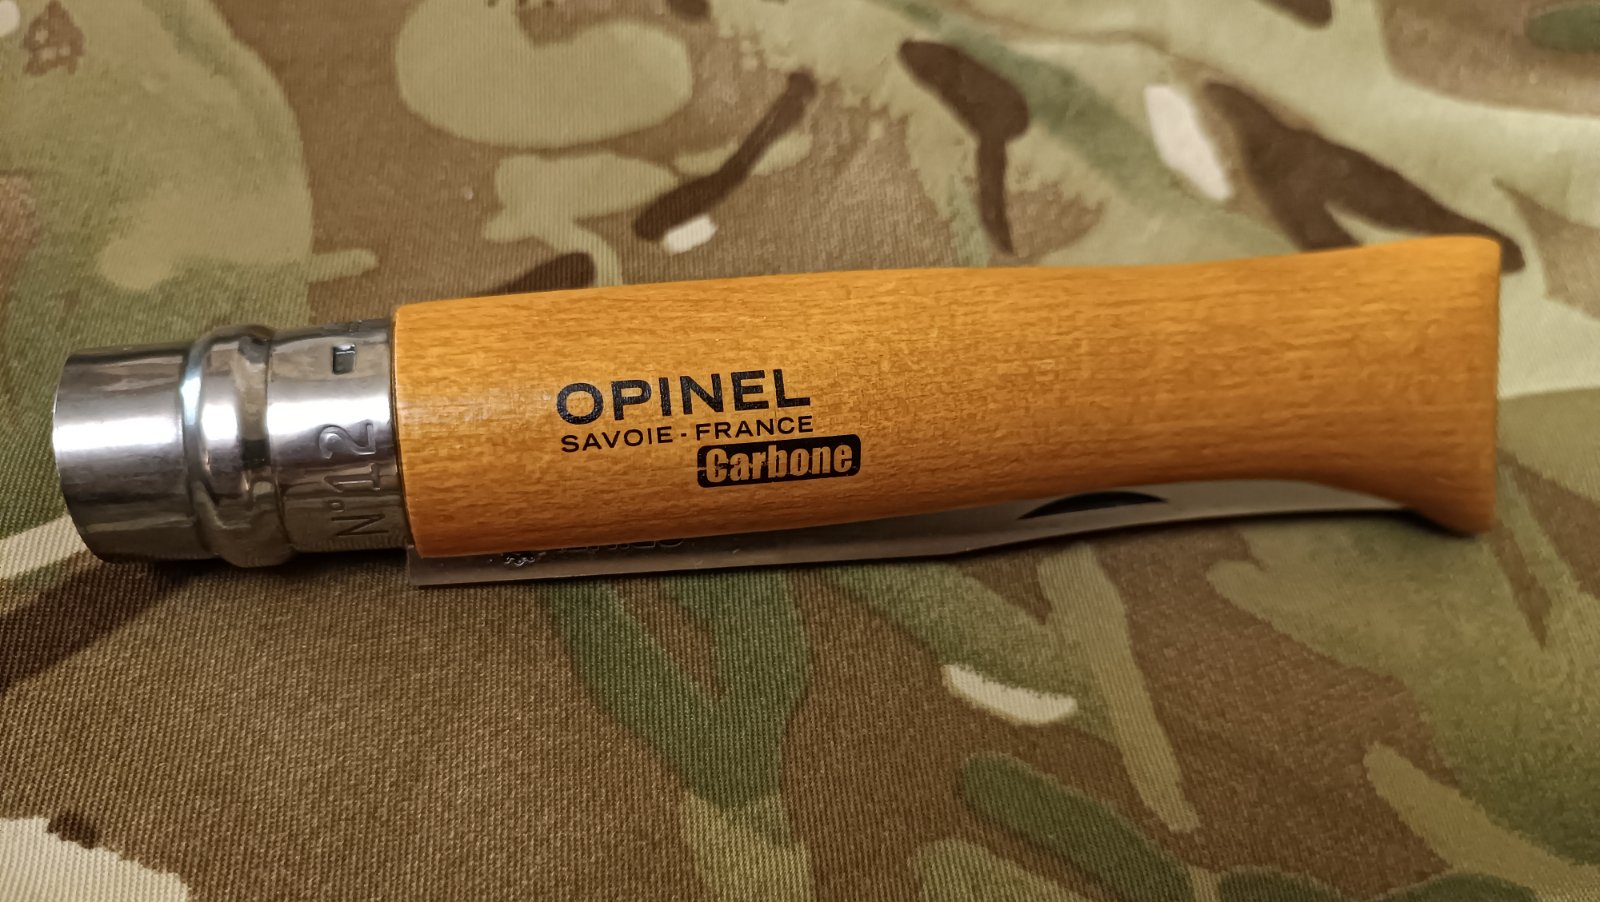 OPINEL
SAVOIE - FRANCE
Carbone
N°12